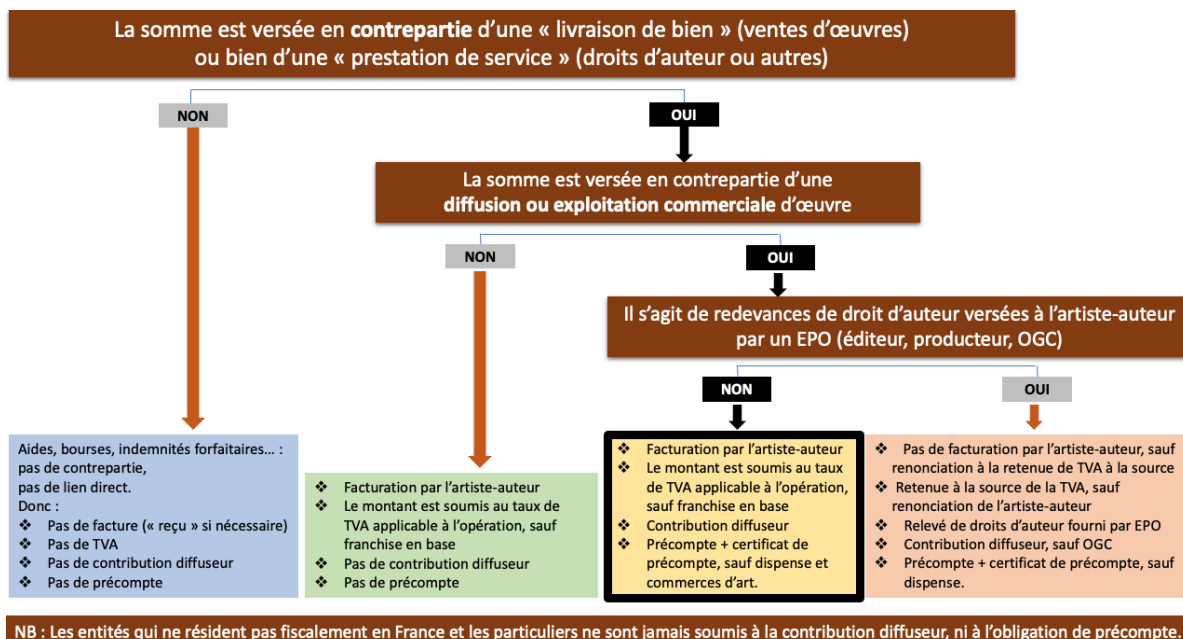 La somme est versée en contrepartie d'une « livraison de bien » (ventes d'œuvres)
ou bien d'une « prestation de service » (droits d'auteur ou autres)
NON
OUI
La somme est versée en contrepartie d'une
diffusion ou exploitation commerciale d'œuvre
NON
OUI
Il s'agit de redevances de droit d'auteur versées à l'artiste-auteur
par un EPO (éditeur, producteur, OGC)
NON
OUI
Aides, bourses, indemnités forfaitaires… :
pas de contrepartie,
pas de lien direct.
Donc :
❖ Pas de facture (« reçu » si nécessaire)
❖ Pas de TVA
❖ Pas de contribution diffuseur
❖ Pas de précompte
❖ Facturation par l'artiste-auteur
❖ Le montant est soumis au taux de
TVA applicable à l'opération, sauf
franchise en base
❖ Pas de contribution diffuseur
❖ Pas de précompte
❖ Facturation par l'artiste-auteur
❖ Le montant est soumis au taux
de TVA applicable à l'opération,
sauf franchise en base
❖ Contribution diffuseur
❖ Précompte + certificat de
précompte, sauf dispense et
commerces d'art.
❖ Pas de facturation par l'artiste-auteur, sauf
renonciation à la retenue de TVA à la source
❖ Retenue à la source de la TVA, sauf
renonciation de l'artiste-auteur
❖ Relevé de droits d'auteur fourni par EPO
❖ Contribution diffuseur, sauf OGC
❖ Précompte + certificat de précompte, sauf
dispense.
NB : Les entités qui ne résident pas fiscalement en France et les particuliers ne sont jamais soumis à la contribution diffuseur, ni à l'obligation de précompte.